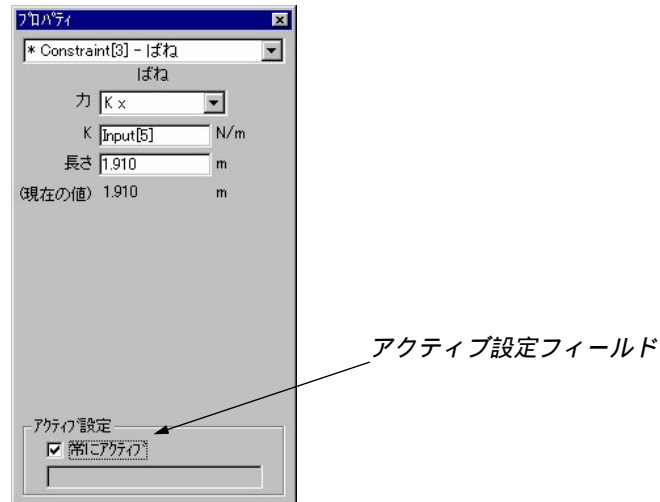 プロパティ
* Constraint[3] - ばね
ばね
力 K x
K Input[5] N/m
長さ 1.910 m
(現在の値) 1.910 m
アクティブ設定フィールド
アクティブ設定
常にアクティブ